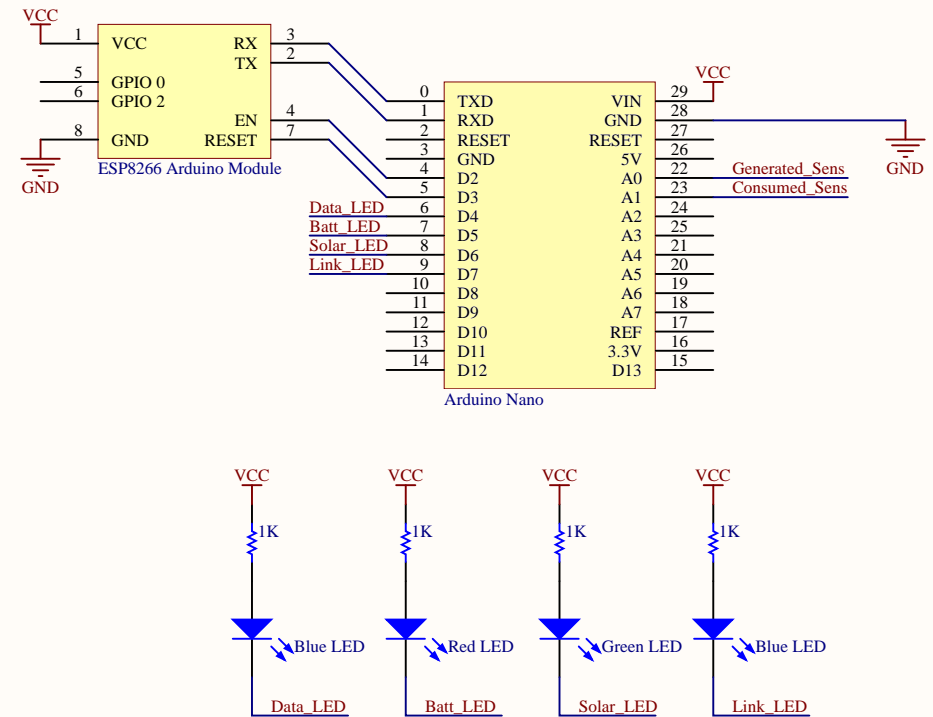 VCC
1 VCC RX 3
TX 2
5 GPIO 0
6 GPIO 2
EN 4
8 GND RESET 7
GND
ESP8266 Arduino Module
VCC
0 TXD VIN 29
1 RXD GND 28
2 RESET RESET 27
3 GND 5V 26
4 D2 A0 22 Generated_Sens
5 D3 A1 23 Consumed_Sens
Data_LED 6 D4 A2 24
Batt_LED 7 D5 A3 25
Solar_LED 8 D6 A4 21
Link_LED 9 D7 A5 20
10 D8 A6 19
11 D9 A7 18
12 D10 REF 17
13 D11 3.3V 16
14 D12 D13 15
GND
Arduino Nano
VCC VCC VCC VCC
1K 1K 1K 1K
Blue LED Red LED Green LED Blue LED
Data_LED Batt_LED Solar_LED Link_LED